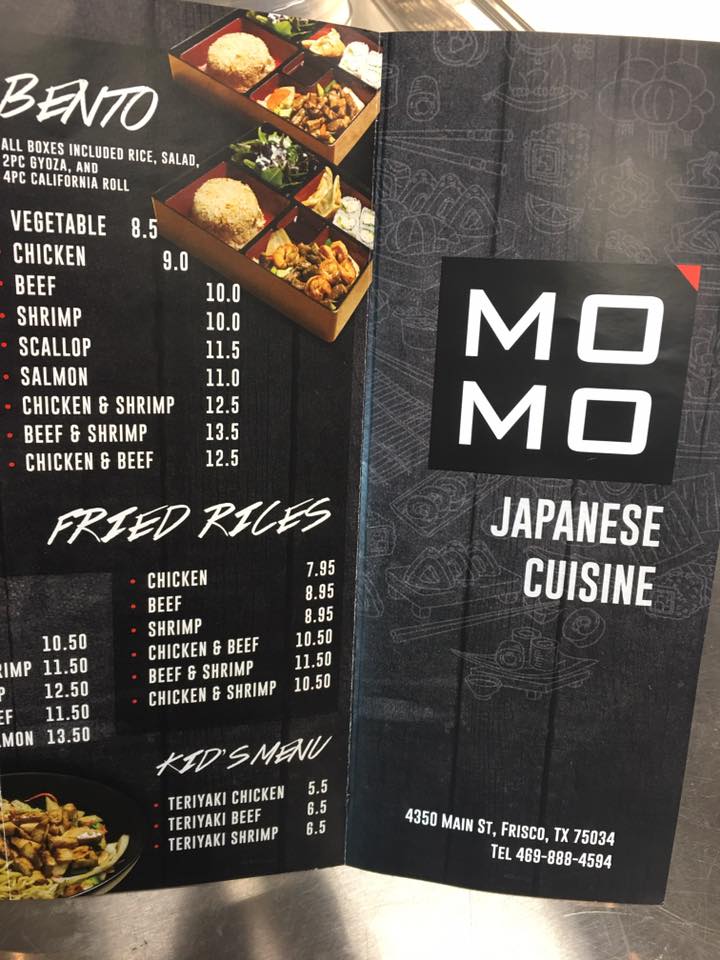 BENTO
ALL BOXES INCLUDED RICE, SALAD,
2PC GYOZA, AND
4PC CALIFORNIA ROLL
VEGETABLE 8.5
CHICKEN 9.0
BEEF 10.0
SHRIMP 10.0
SCALLOP 11.5
SALMON 11.0
CHICKEN & SHRIMP 12.5
BEEF & SHRIMP 13.5
CHICKEN & BEEF 12.5
FRIED RICES
CHICKEN 7.95
BEEF 8.95
SHRIMP 8.95
CHICKEN & BEEF 10.50
BEEF & SHRIMP 11.50
CHICKEN & SHRIMP 10.50
10.50
11.50
12.50
11.50
13.50
KID'S MENU
TERIYAKI CHICKEN 5.5
TERIYAKI BEEF 6.5
TERIYAKI SHRIMP 6.5
MO
MO
JAPANESE
CUISINE
4350 MAIN ST, FRISCO, TX 75034
TEL 469-888-4594